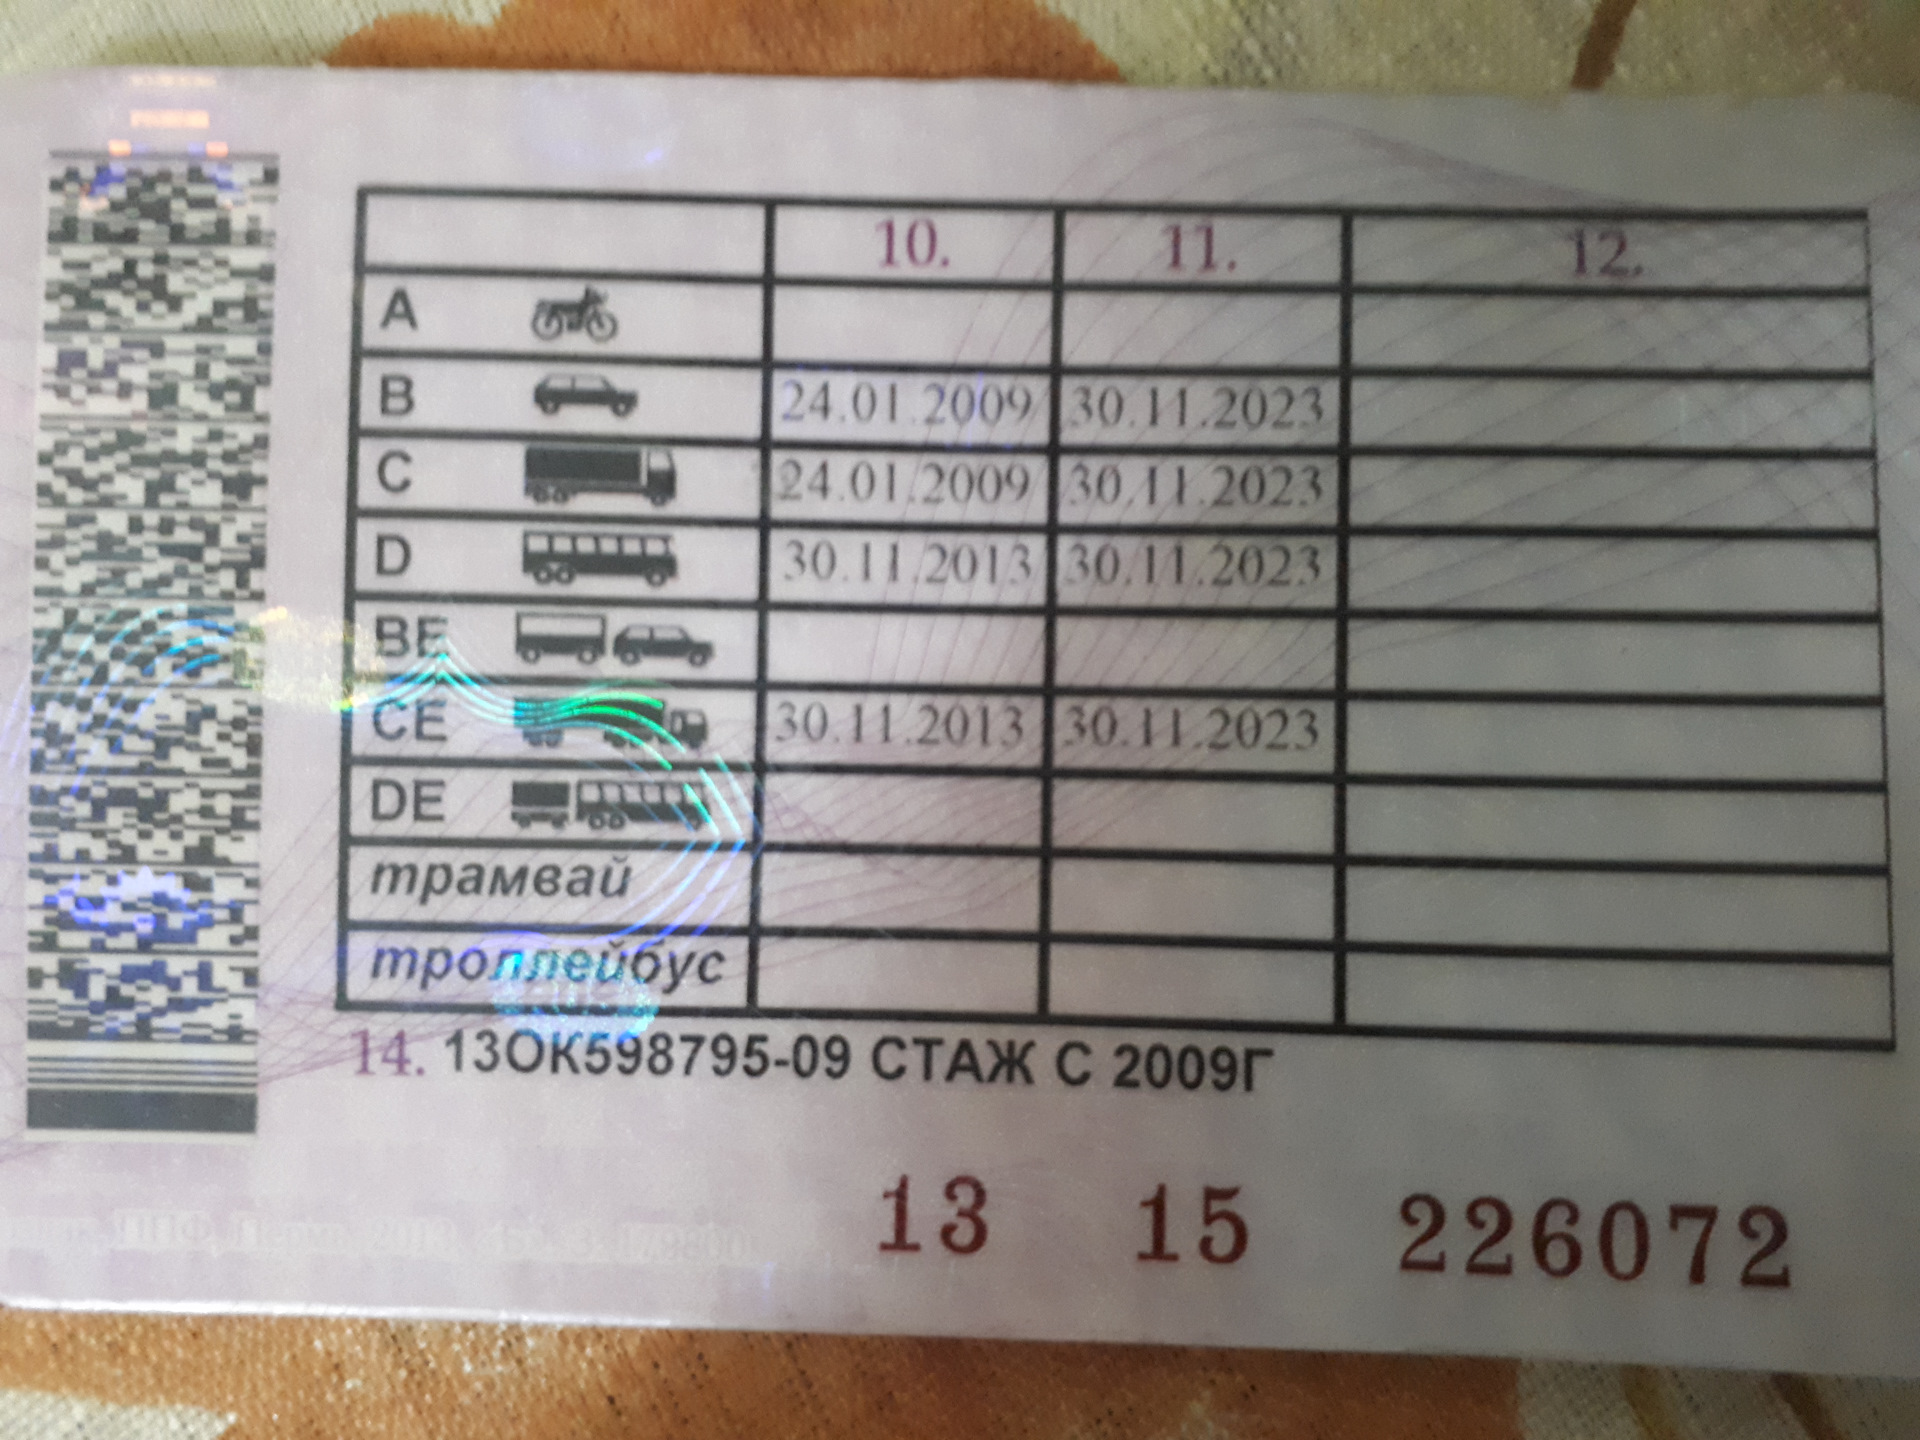 10. 11. 12.
A
B 24.01.2009 30.11.2023
C 24.01.2009 30.11.2023
D 30.11.2013 30.11.2023
BE
CE 30.11.2013 30.11.2023
DE
трамвай
троллейбус
14. 13ОК598795-09 СТАЖ С 2009Г
13 15 226072